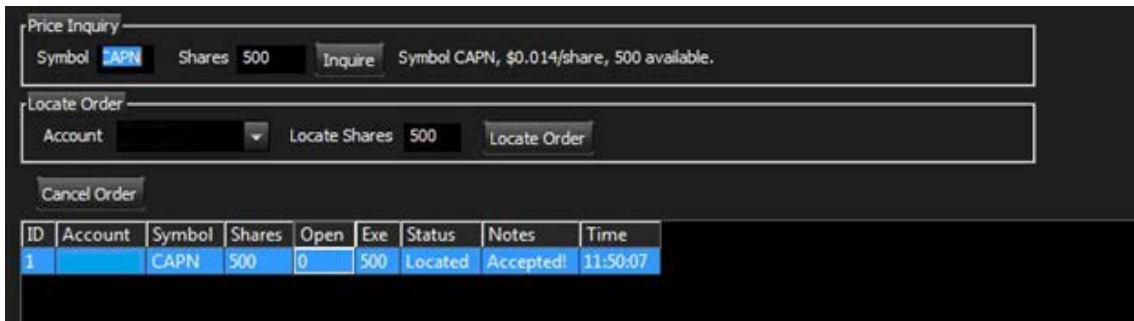 Price Inquiry
Symbol CAPN Shares 500 Inquire Symbol CAPN, $0.014/share, 500 available.
Locate Order
Account Locate Shares 500 Locate Order
Cancel Order
ID Account Symbol Shares Open Exe Status Notes Time
1 CAPN 500 0 500 Located Accepted! 11:50:07